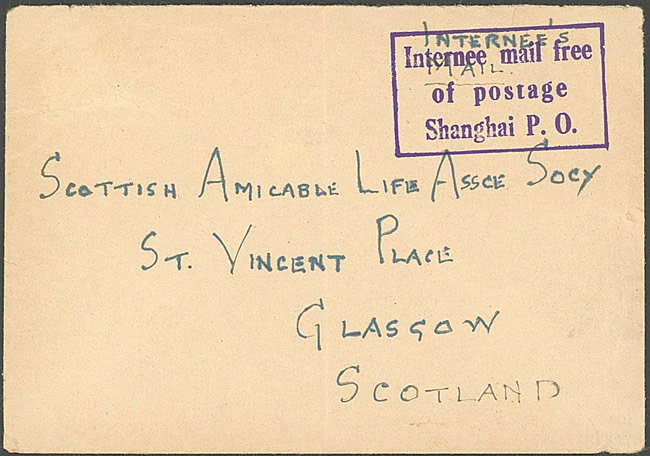 INTERNEE'S
MAIL.
Internee mail free
of postage
Shanghai P. O.
SCOTTISH AMICABLE LIFE ASSCE SOCY
ST. VINCENT PLACE
GLASGOW
SCOTLAND